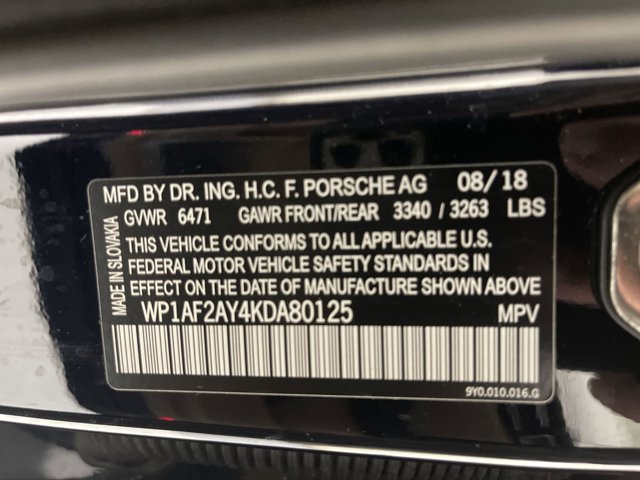 MFD BY DR. ING. H.C. F. PORSCHE AG 08/18
GVWR 6471 GAWR FRONT/REAR 3340 / 3263 LBS
THIS VEHICLE CONFORMS TO ALL APPLICABLE U.S.
FEDERAL MOTOR VEHICLE SAFETY STANDARDS IN
EFFECT ON THE DATE OF MANUFACTURE SHOWN ABOVE
WP1AF2AY4KDA80125 MPV
9Y0.010.016.G
MADE IN SLOVAKIA